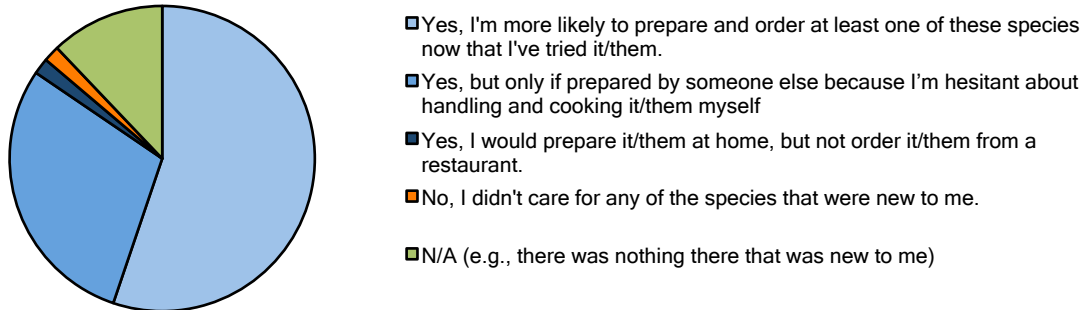 Yes, I'm more likely to prepare and order at least one of these species
now that I've tried it/them.
Yes, but only if prepared by someone else because I’m hesitant about
handling and cooking it/them myself
Yes, I would prepare it/them at home, but not order it/them from a
restaurant.
No, I didn't care for any of the species that were new to me.
N/A (e.g., there was nothing there that was new to me)